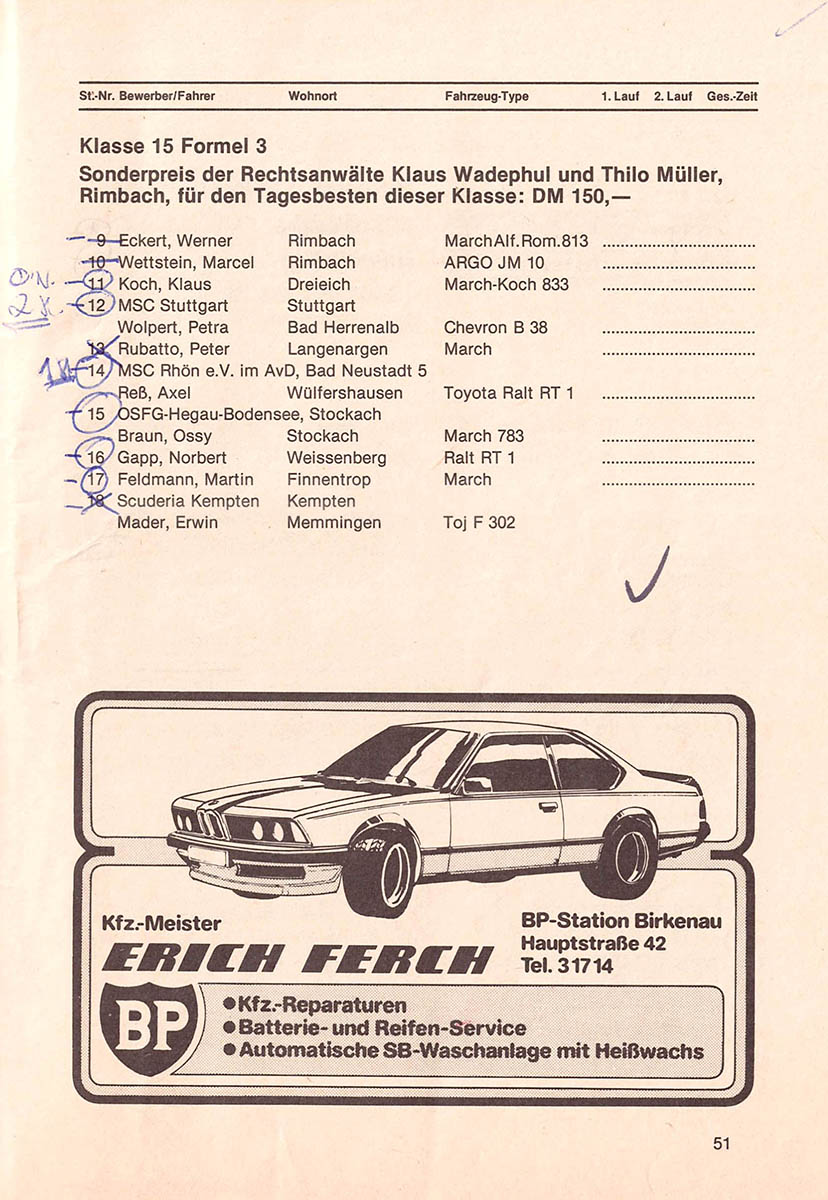 St.-Nr. Bewerber/Fahrer Wohnort Fahrzeug-Type 1. Lauf 2. Lauf Ges.-Zeit
Klasse 15 Formel 3
Sonderpreis der Rechtsanwälte Klaus Wadephul und Thilo Müller,
Rimbach, für den Tagesbesten dieser Klasse: DM 150,—
9 Eckert, Werner Rimbach March Alf. Rom. 813 ........................................
10 Wettstein, Marcel Rimbach ARGO JM 10 ........................................
O.N. 11 Koch, Klaus Dreieich March-Koch 833 ........................................
2 K. 12 MSC Stuttgart Stuttgart
Wolpert, Petra Bad Herrenalb Chevron B 38 ........................................
13 Rubatto, Peter Langenargen March ........................................
14 MSC Rhön e.V. im AvD, Bad Neustadt 5
Reß, Axel Wülfershausen Toyota Ralt RT 1 ........................................
15 OSFG-Hegau-Bodensee, Stockach
Braun, Ossy Stockach March 783 ........................................
16 Gapp, Norbert Weissenberg Ralt RT 1 ........................................
17 Feldmann, Martin Finnentrop March ........................................
18 Scuderia Kempten Kempten
Mader, Erwin Memmingen Toj F 302
Kfz.-Meister
ERICH FERCH
BP-Station Birkenau
Hauptstraße 42
Tel. 31714
BP
●Kfz.-Reparaturen
●Batterie- und Reifen-Service
●Automatische SB-Waschanlage mit Heißwachs
51